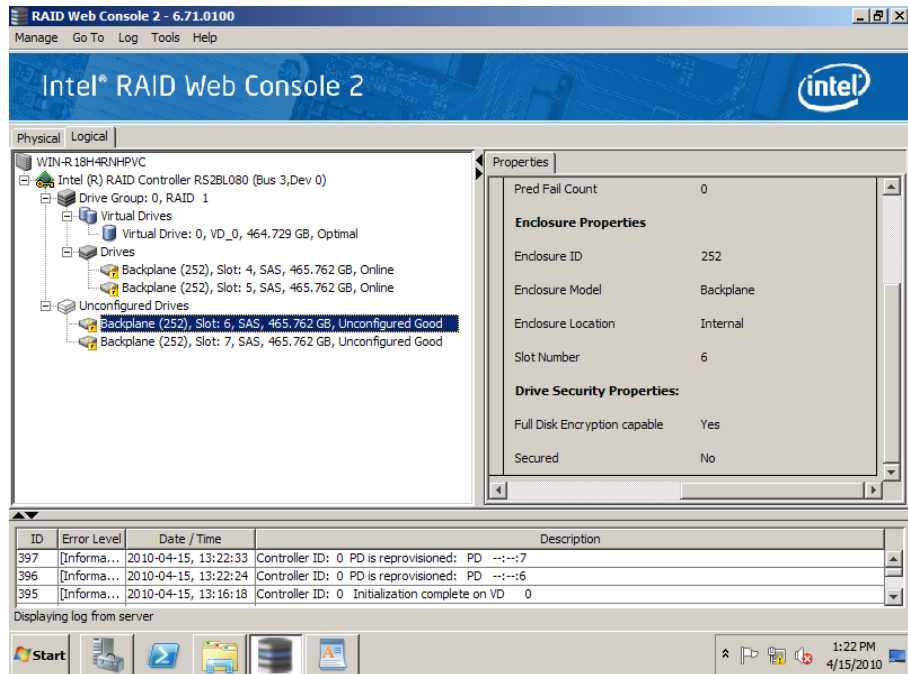 RAID Web Console 2 - 6.71.0100
Manage Go To Log Tools Help
Intel® RAID Web Console 2
intel
Physical Logical
WIN-R18H4RNHPVC
Intel (R) RAID Controller RS2BL080 (Bus 3,Dev 0)
Drive Group: 0, RAID 1
Virtual Drives
Virtual Drive: 0, VD_0, 464.729 GB, Optimal
Drives
Backplane (252), Slot: 4, SAS, 465.762 GB, Online
Backplane (252), Slot: 5, SAS, 465.762 GB, Online
Unconfigured Drives
Backplane (252), Slot: 6, SAS, 465.762 GB, Unconfigured Good
Backplane (252), Slot: 7, SAS, 465.762 GB, Unconfigured Good
Properties
Pred Fail Count 0
Enclosure Properties
Enclosure ID 252
Enclosure Model Backplane
Enclosure Location Internal
Slot Number 6
Drive Security Properties:
Full Disk Encryption capable Yes
Secured No
ID Error Level Date / Time Description
397 [Informa... 2010-04-15, 13:22:33 Controller ID: 0 PD is reprovisioned: PD --:--:7
396 [Informa... 2010-04-15, 13:22:24 Controller ID: 0 PD is reprovisioned: PD --:--:6
395 [Informa... 2010-04-15, 13:16:18 Controller ID: 0 Initialization complete on VD 0
Displaying log from server
Start
1:22 PM
4/15/2010